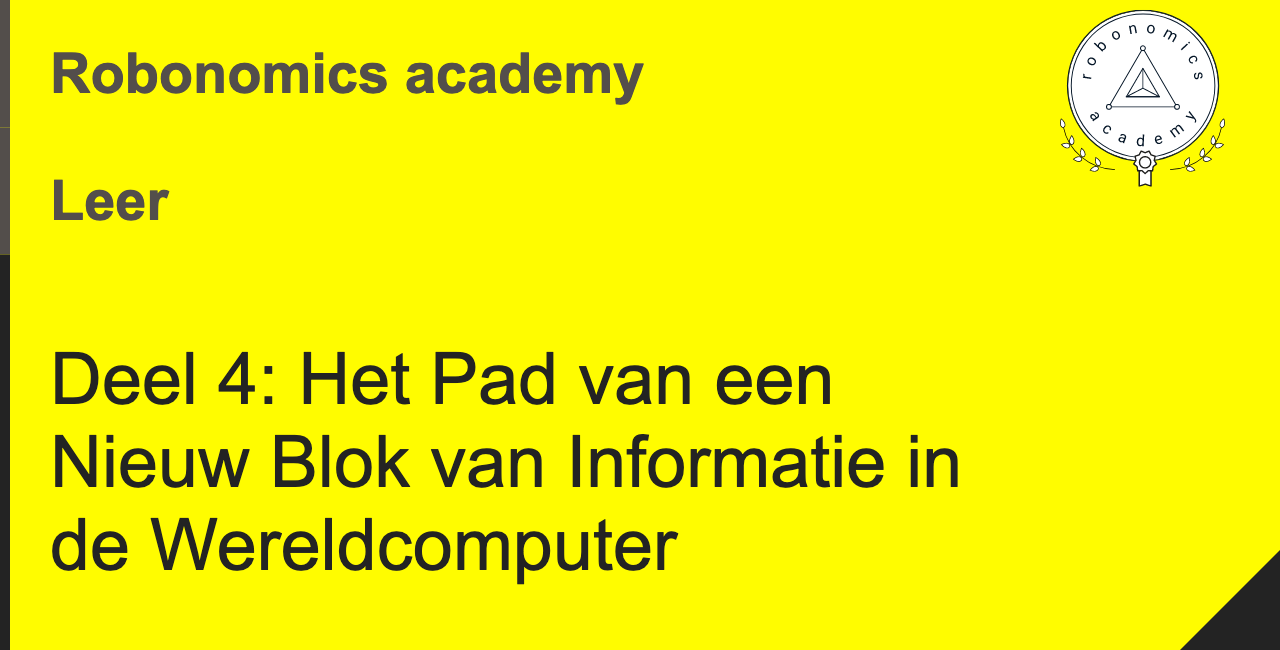 Robonomics academy
robonomics
academy
Leer
Deel 4: Het Pad van een
Nieuw Blok van Informatie in
de Wereldcomputer